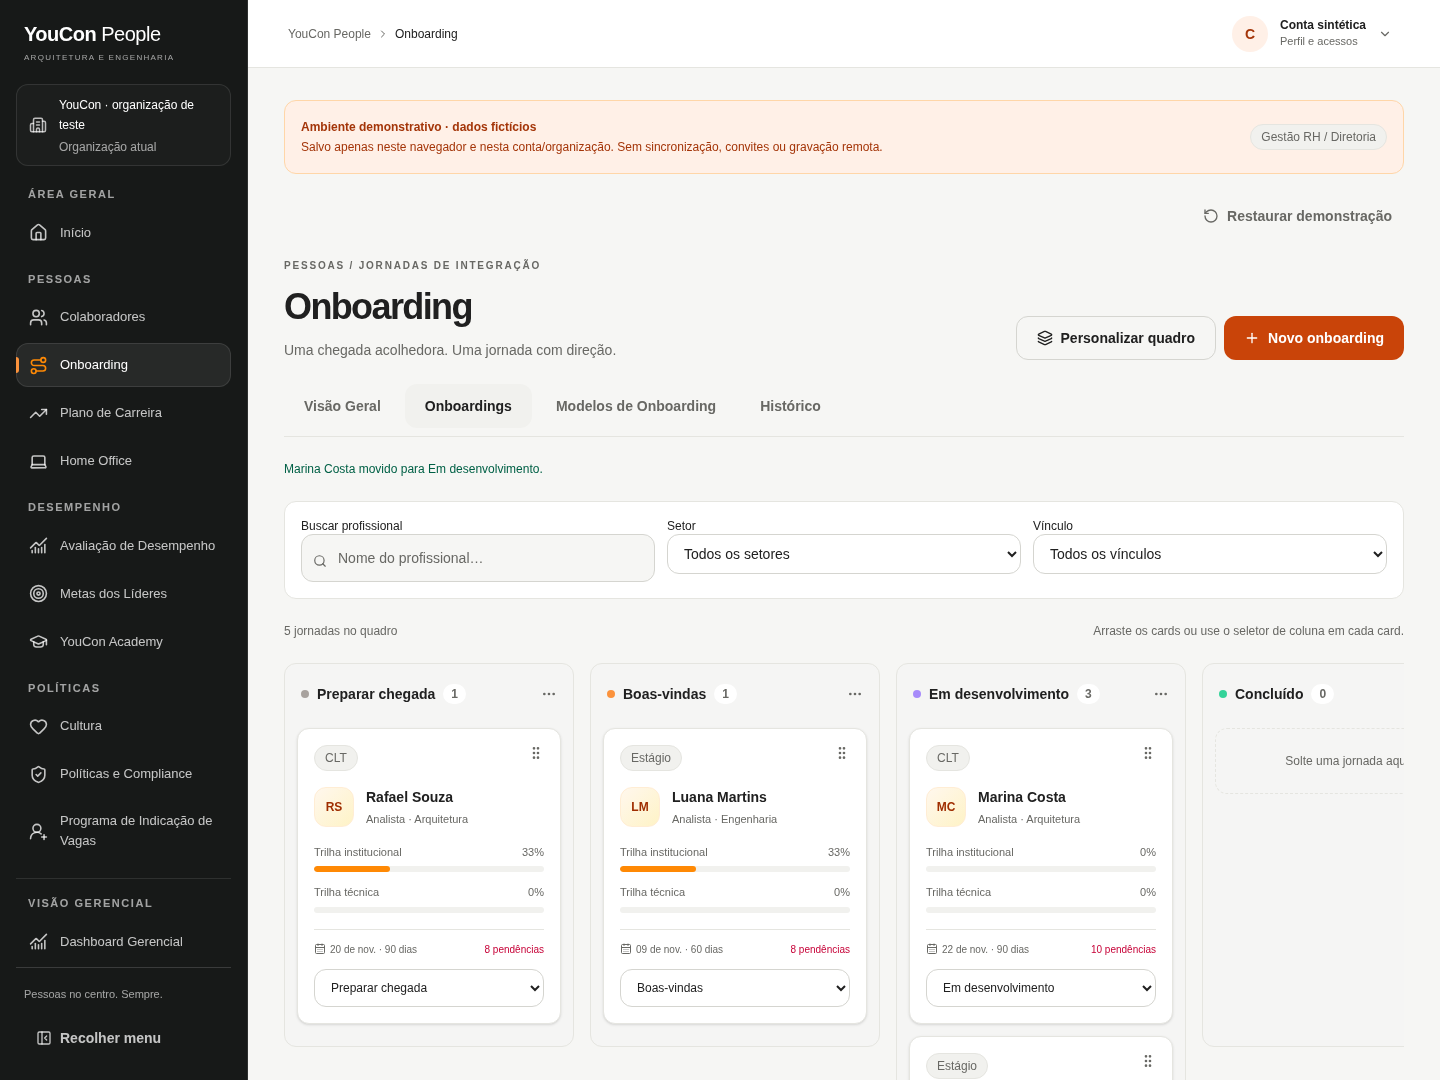 YouCon People
ARQUITETURA E ENGENHARIA
YouCon · organização de
teste
Organização atual
ÁREA GERAL
Início
PESSOAS
Colaboradores
Onboarding
Plano de Carreira
Home Office
DESEMPENHO
Avaliação de Desempenho
Metas dos Líderes
YouCon Academy
POLÍTICAS
Cultura
Políticas e Compliance
Programa de Indicação de
Vagas
VISÃO GERENCIAL
Dashboard Gerencial
Pessoas no centro. Sempre.
Recolher menu
YouCon People
Onboarding
C
Conta sintética
Perfil e acessos
Ambiente demonstrativo · dados fictícios
Salvo apenas neste navegador e nesta conta/organização. Sem sincronização, convites ou gravação remota.
Gestão RH / Diretoria
Restaurar demonstração
PESSOAS / JORNADAS DE INTEGRAÇÃO
Onboarding
Uma chegada acolhedora. Uma jornada com direção.
Personalizar quadro
Novo onboarding
Visão Geral
Onboardings
Modelos de Onboarding
Histórico
Marina Costa movido para Em desenvolvimento.
Buscar profissional
Nome do profissional…
Setor
Todos os setores
Vínculo
Todos os vínculos
5 jornadas no quadro
Arraste os cards ou use o seletor de coluna em cada card.
Preparar chegada 1
CLT
RS
Rafael Souza
Analista · Arquitetura
Trilha institucional 33%
Trilha técnica 0%
20 de nov. · 90 dias 8 pendências
Preparar chegada
Boas-vindas 1
Estágio
LM
Luana Martins
Analista · Engenharia
Trilha institucional 33%
Trilha técnica 0%
09 de nov. · 60 dias 8 pendências
Boas-vindas
Em desenvolvimento 3
CLT
MC
Marina Costa
Analista · Arquitetura
Trilha institucional 0%
Trilha técnica 0%
22 de nov. · 90 dias 10 pendências
Em desenvolvimento
Estágio
Concluído 0
Solte uma jornada aqu